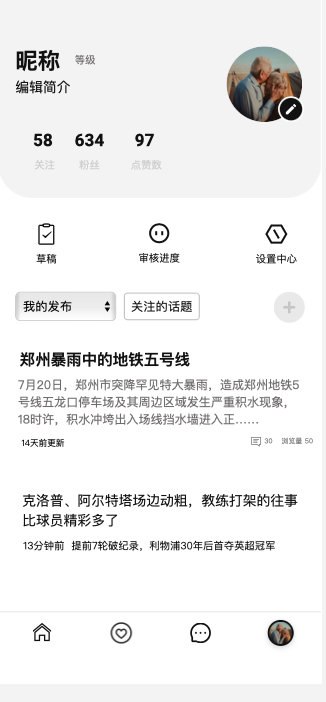 昵称 等级
编辑简介
58 634 97
关注 粉丝 点赞数
草稿 审核进度 设置中心
我的发布 关注的话题
郑州暴雨中的地铁五号线
7月20日，郑州市突降罕见特大暴雨，造成郑州地铁5
号线五龙口停车场及其周边区域发生严重积水现象，
18时许，积水冲垮出入场线挡水墙进入正……
14天前更新 30 浏览量 50
克洛普、阿尔特塔场边动粗，教练打架的往事
比球员精彩多了
13分钟前 提前7轮破纪录，利物浦30年后首夺英超冠军